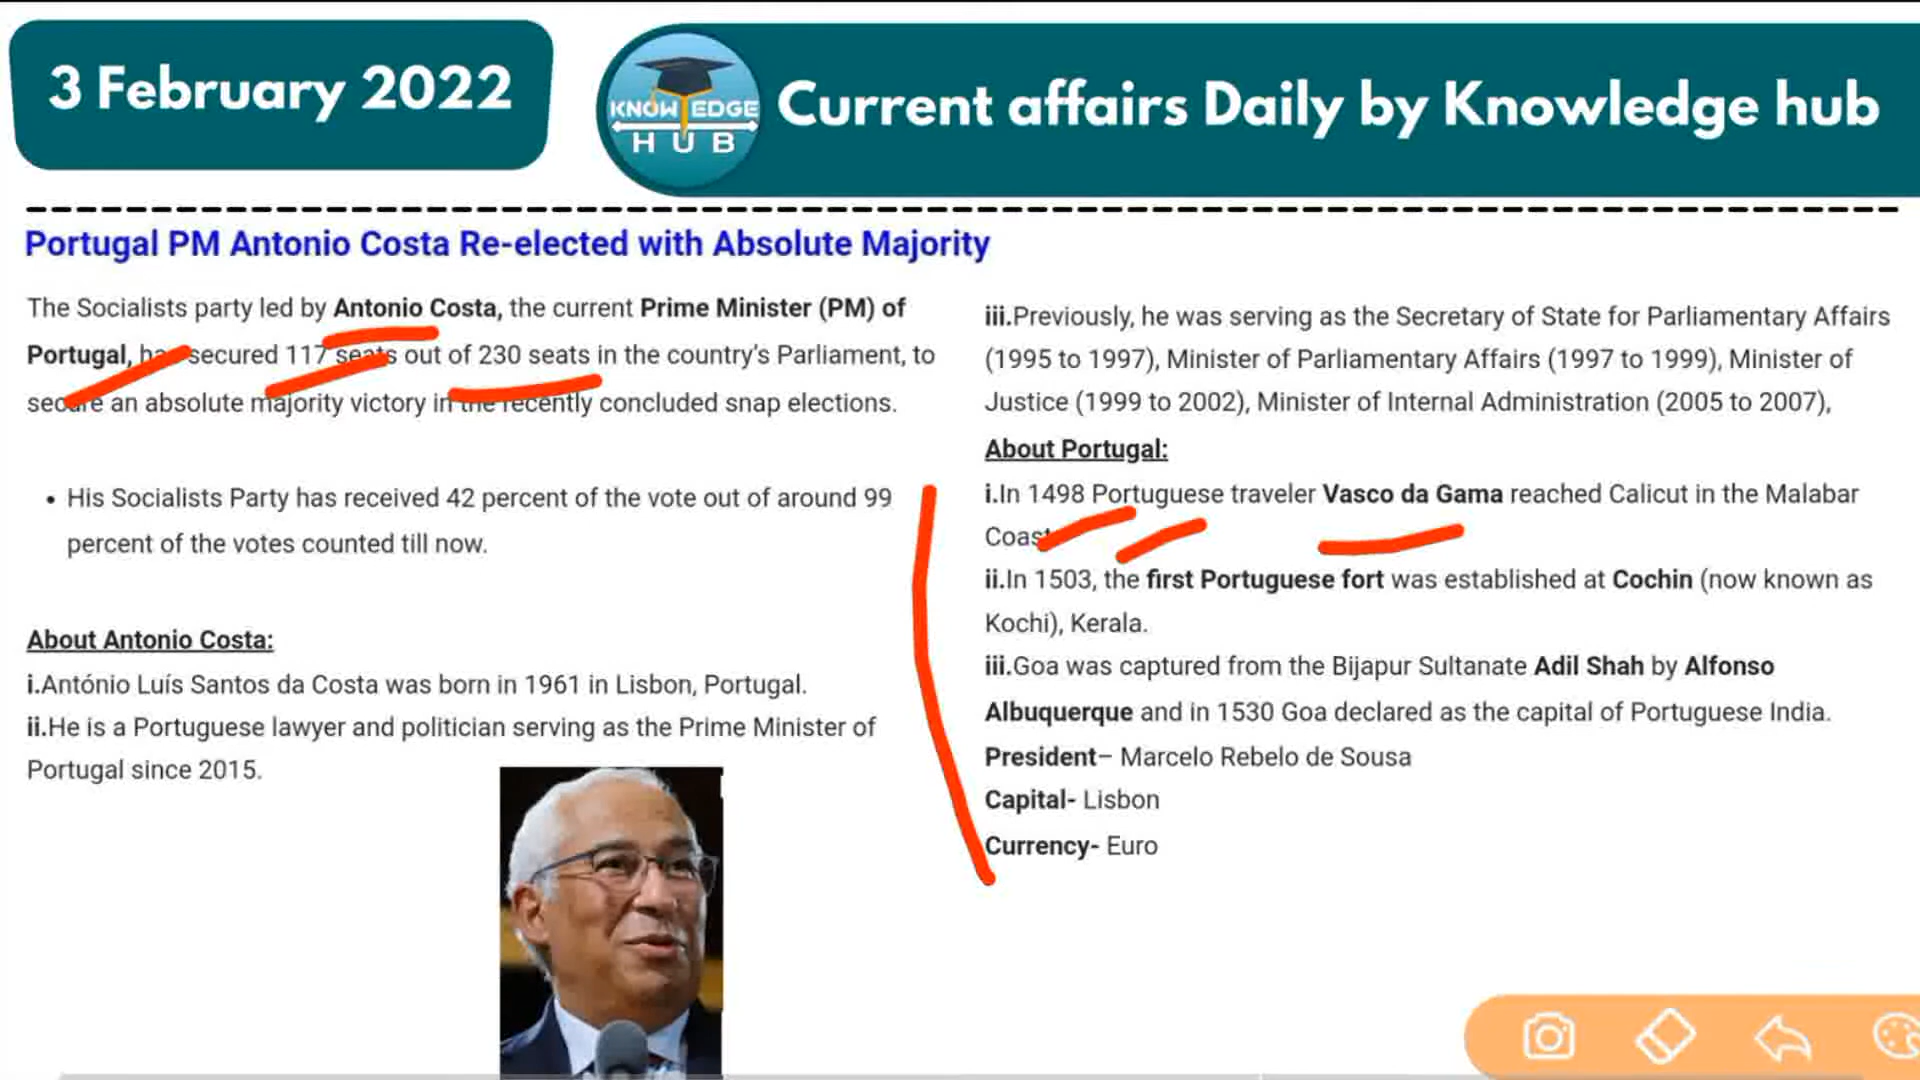 3 February 2022
KNOWLEDGE
HUB
Current affairs Daily by Knowledge hub
Portugal PM Antonio Costa Re-elected with Absolute Majority
The Socialists party led by Antonio Costa, the current Prime Minister (PM) of
Portugal, has secured 117 seats out of 230 seats in the country's Parliament, to
secure an absolute majority victory in the recently concluded snap elections.
• His Socialists Party has received 42 percent of the vote out of around 99
percent of the votes counted till now.
About Antonio Costa:
i.António Luís Santos da Costa was born in 1961 in Lisbon, Portugal.
ii.He is a Portuguese lawyer and politician serving as the Prime Minister of
Portugal since 2015.
iii.Previously, he was serving as the Secretary of State for Parliamentary Affairs
(1995 to 1997), Minister of Parliamentary Affairs (1997 to 1999), Minister of
Justice (1999 to 2002), Minister of Internal Administration (2005 to 2007),
About Portugal:
i.In 1498 Portuguese traveler Vasco da Gama reached Calicut in the Malabar
Coast
ii.In 1503, the first Portuguese fort was established at Cochin (now known as
Kochi), Kerala.
iii.Goa was captured from the Bijapur Sultanate Adil Shah by Alfonso
Albuquerque and in 1530 Goa declared as the capital of Portuguese India.
President– Marcelo Rebelo de Sousa
Capital- Lisbon
Currency- Euro